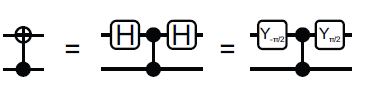 = H H = Y-π/2 Yπ/2